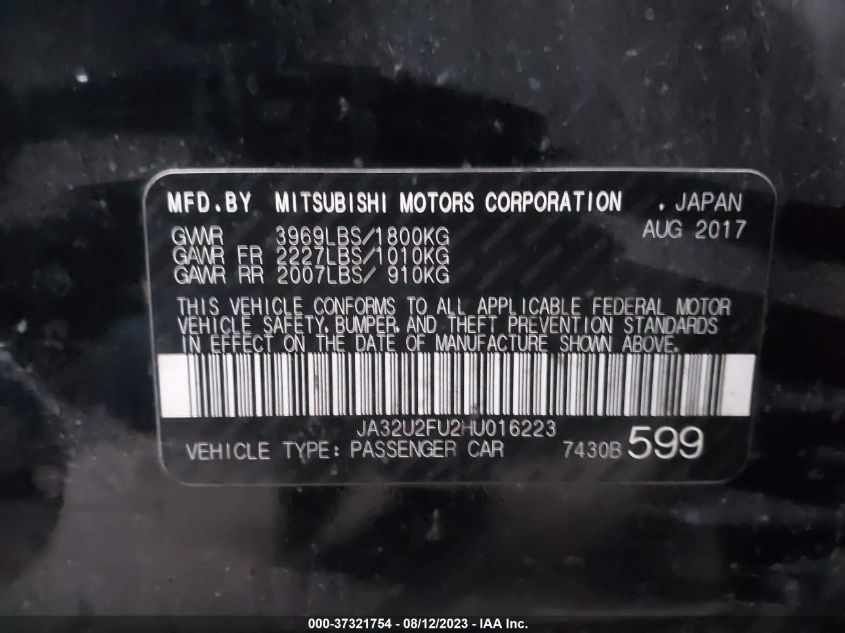 MFD.BY MITSUBISHI MOTORS CORPORATION , JAPAN
AUG 2017
GVWR 3969LBS/1800KG
GAWR FR 2227LBS/1010KG
GAWR RR 2007LBS/ 910KG
THIS VEHICLE CONFORMS TO ALL APPLICABLE FEDERAL MOTOR
VEHICLE SAFETY, BUMPER, AND THEFT PREVENTION STANDARDS
IN EFFECT ON THE DATE OF MANUFACTURE SHOWN ABOVE.
JA32U2FU2HU016223
VEHICLE TYPE: PASSENGER CAR 7430B 599
000-37321754 - 08/12/2023 - IAA Inc.